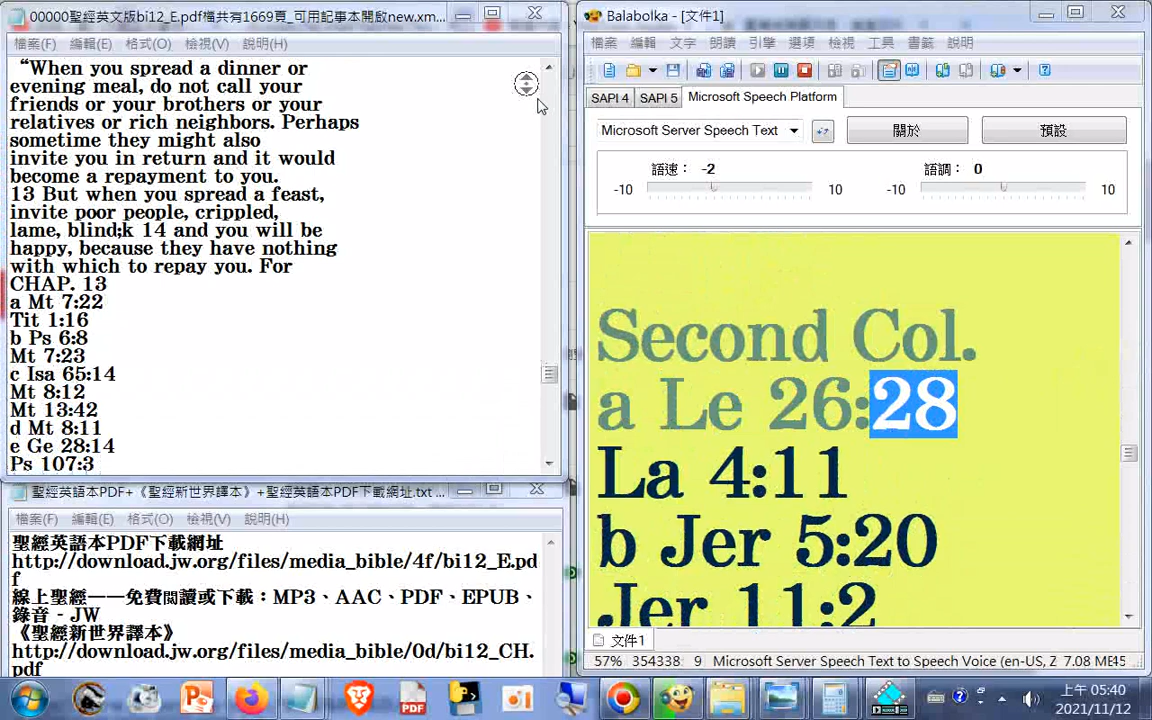 00000聖經英文版bi12_E.pdf檔共有1669頁_可用記事本開啟new.xm...
檔案(F) 編輯(E) 格式(O) 檢視(V) 說明(H)
“When you spread a dinner or
evening meal, do not call your
friends or your brothers or your
relatives or rich neighbors. Perhaps
sometime they might also
invite you in return and it would
become a repayment to you.
13 But when you spread a feast,
invite poor people, crippled,
lame, blind;k 14 and you will be
happy, because they have nothing
with which to repay you. For
CHAP. 13
a Mt 7:22
Tit 1:16
b Ps 6:8
Mt 7:23
c Isa 65:14
Mt 8:12
Mt 13:42
d Mt 8:11
e Ge 28:14
Ps 107:3
聖經英語本PDF+《聖經新世界譯本》+聖經英語本PDF下載網址.txt ...
檔案(F) 編輯(E) 格式(O) 檢視(V) 說明(H)
聖經英語本PDF下載網址
http://download.jw.org/files/media_bible/4f/bi12_E.pd
f
線上聖經──免費閱讀或下載：MP3、AAC、PDF、EPUB、
錄音 - JW
《聖經新世界譯本》
http://download.jw.org/files/media_bible/0d/bi12_CH.
pdf
Balabolka - [文件1]
檔案 編輯 文字 朗讀 引擎 選項 檢視 工具 書籤 說明
SAPI 4 SAPI 5 Microsoft Speech Platform
Microsoft Server Speech Text 關於 預設
語速： -2 語調： 0
-10 10 -10 10
Second Col.
a Le 26:28
La 4:11
b Jer 5:20
Jer 11:2
文件1
57% 354338 9 Microsoft Server Speech Text to Speech Voice (en-US, Z 7.08 ME45
PDF
上午 05:40
2021/11/12